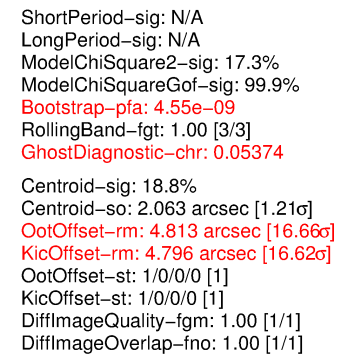 ShortPeriod-sig: N/A
LongPeriod-sig: N/A
ModelChiSquare2-sig: 17.3%
ModelChiSquareGof-sig: 99.9%
Bootstrap-pfa: 4.55e-09
RollingBand-fgt: 1.00 [3/3]
GhostDiagnostic-chr: 0.05374
Centroid-sig: 18.8%
Centroid-so: 2.063 arcsec [1.21σ]
OotOffset-rm: 4.813 arcsec [16.66σ]
KicOffset-rm: 4.796 arcsec [16.62σ]
OotOffset-st: 1/0/0/0 [1]
KicOffset-st: 1/0/0/0 [1]
DiffImageQuality-fgm: 1.00 [1/1]
DiffImageOverlap-fno: 1.00 [1/1]